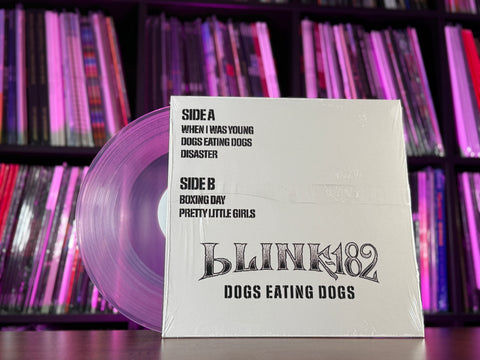 SIDE A
WHEN I WAS YOUNG
DOGS EATING DOGS
DISASTER
SIDE B
BOXING DAY
PRETTY LITTLE GIRLS
blink-182
DOGS EATING DOGS